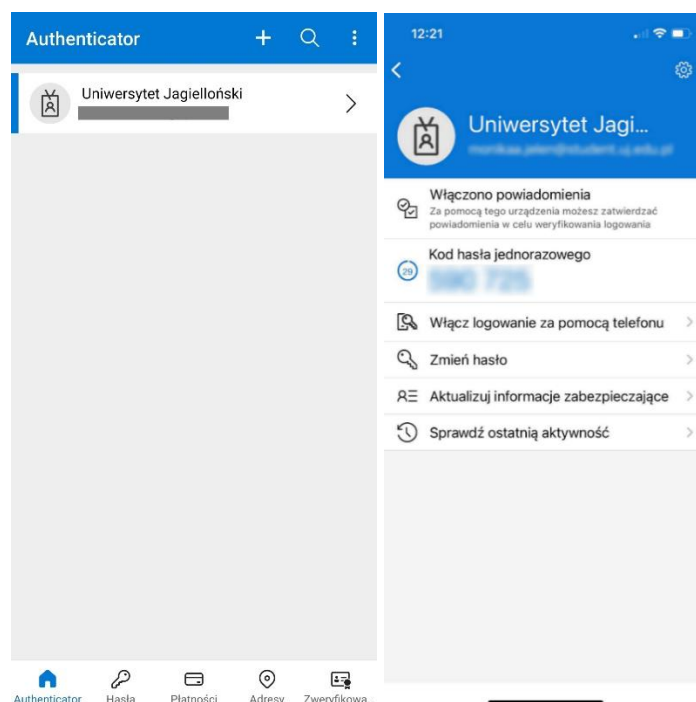 Authenticator
Uniwersytet Jagielloński
Authenticator
Hasła
Płatności
Adresy
Zweryfikowa...
12:21
Uniwersytet Jagi...
Włączono powiadomienia
Za pomocą tego urządzenia możesz zatwierdzać
powiadomienia w celu weryfikowania logowania
Kod hasła jednorazowego
29
Włącz logowanie za pomocą telefonu
Zmień hasło
Aktualizuj informacje zabezpieczające
Sprawdź ostatnią aktywność